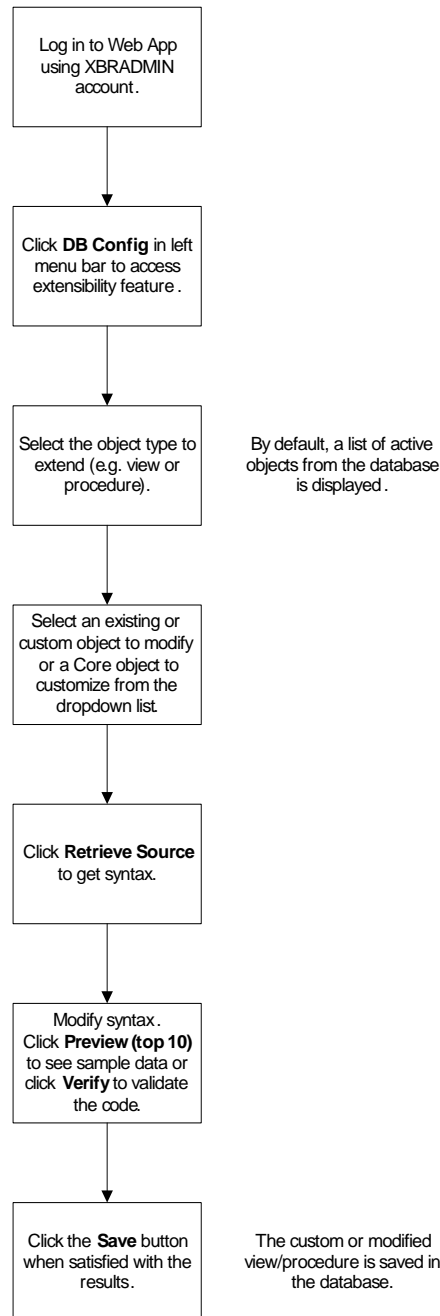 Log in to Web App
using XBRADMIN
account.
Click DB Config in left
menu bar to access
extensibility feature.
Select the object type to
extend (e.g. view or
procedure).
By default, a list of active
objects from the database
is displayed.
Select an existing or
custom object to modify
or a Core object to
customize from the
dropdown list.
Click Retrieve Source
to get syntax.
Modify syntax.
Click Preview (top 10)
to see sample data or
click Verify to validate
the code.
Click the Save button
when satisfied with the
results.
The custom or modified
view/procedure is saved in
the database.